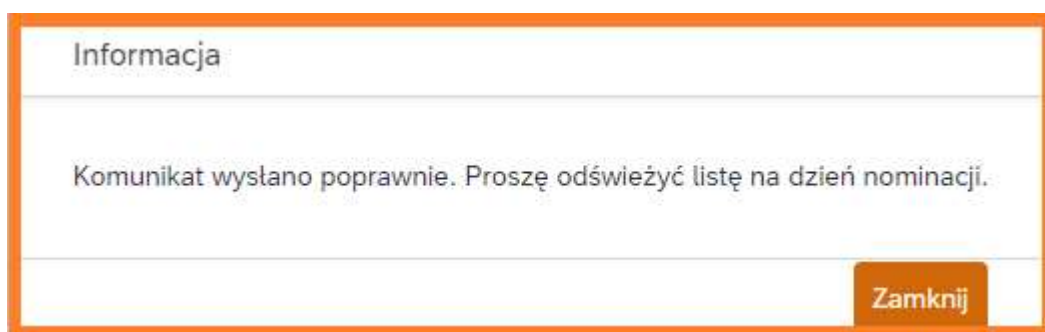 Informacja
Komunikat wysłano poprawnie. Proszę odświeżyć listę na dzień nominacji.
Zamknij